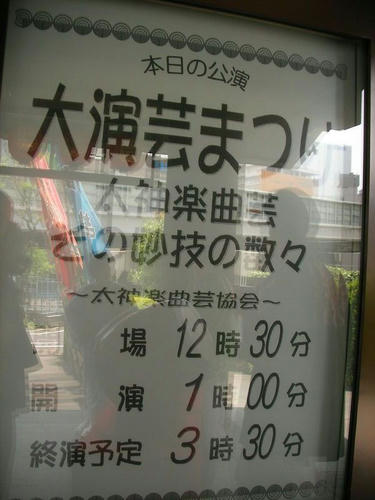 本日の公演
大演芸まつり
太神楽曲芸
その妙技の数々
～太神楽曲芸協会～
場 12時30分
開演 1時00分
終演予定 3時30分